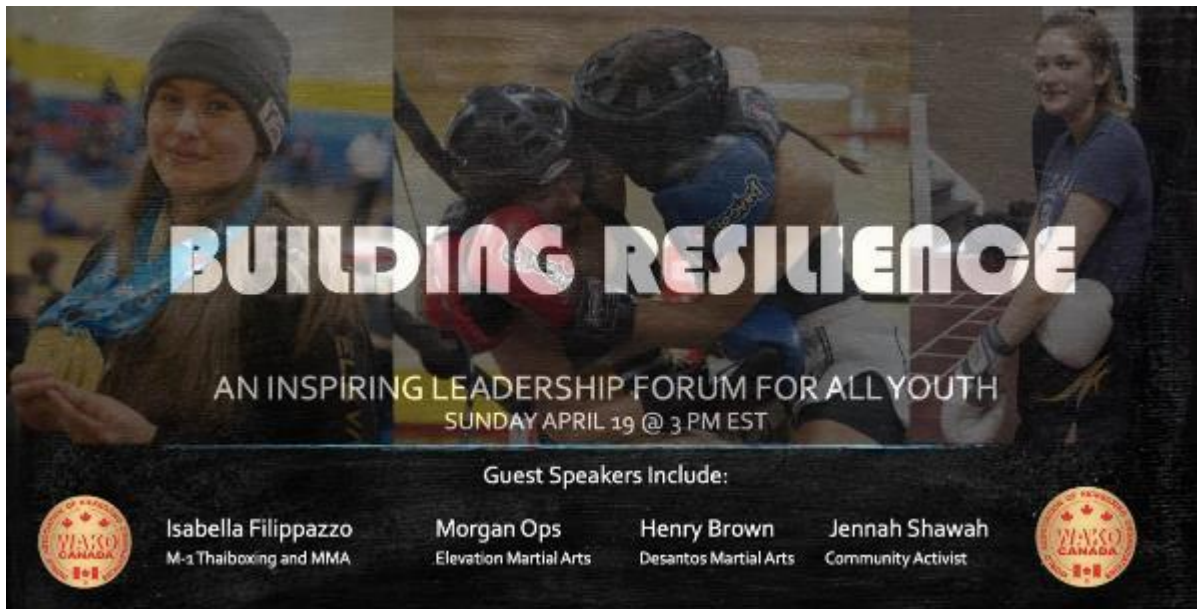 BUILDING RESILIENCE
AN INSPIRING LEADERSHIP FORUM FOR ALL YOUTH
SUNDAY APRIL 19 @ 3 PM EST
Guest Speakers Include:
Isabella Filippazzo
M-1 Thaiboxing and MMA
Morgan Ops
Elevation Martial Arts
Henry Brown
Desantos Martial Arts
Jennah Shawah
Community Activist
WAKO
CANADA
WAKO
CANADA